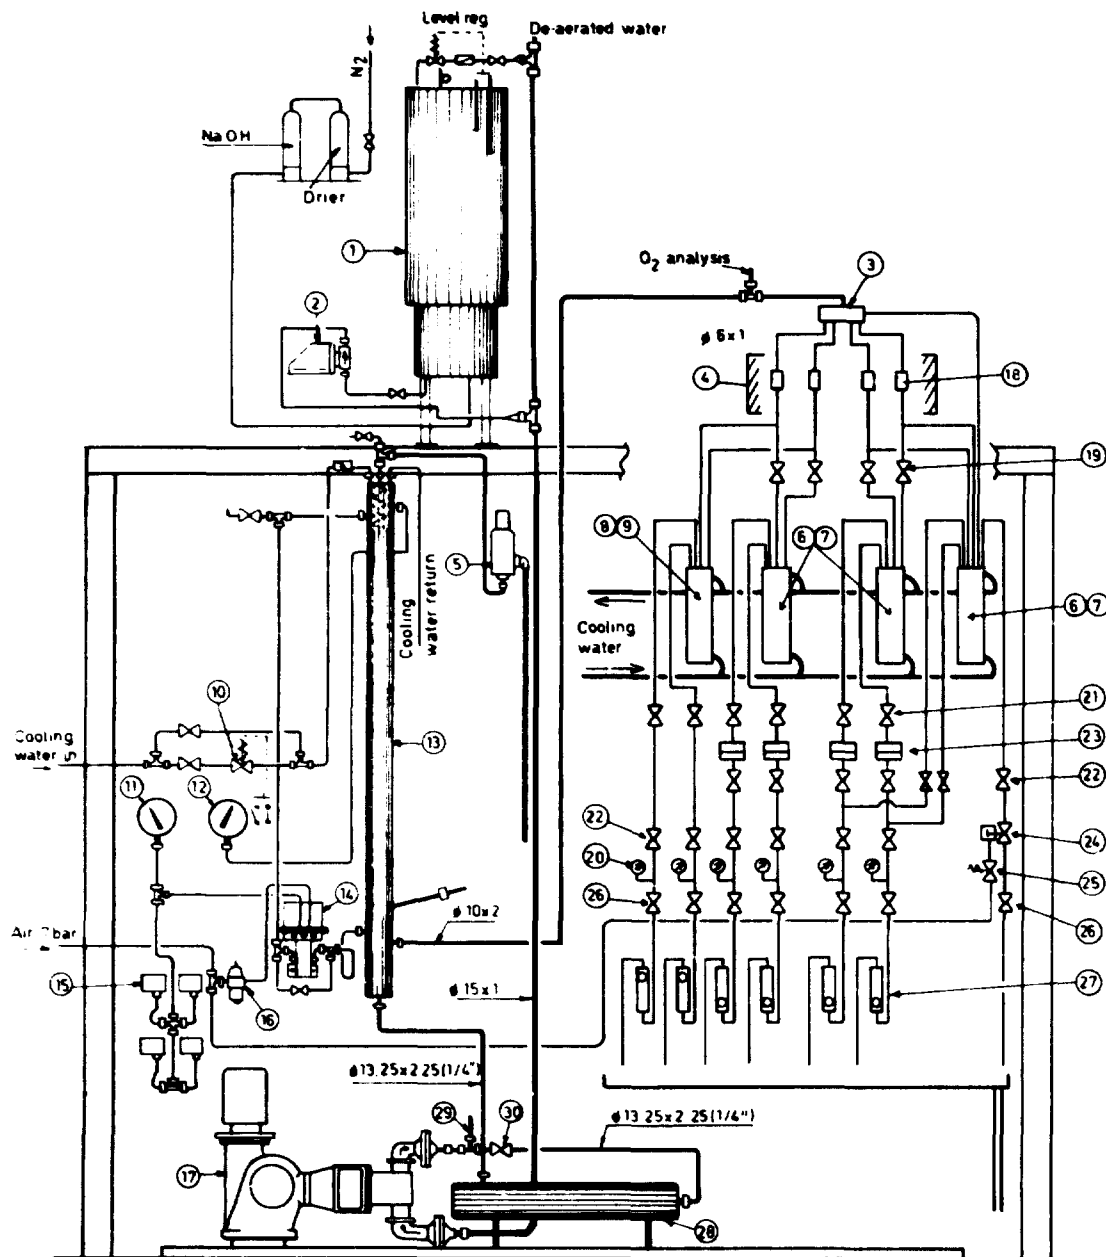 Level reg
De-aerated water
N2
NaOH
Drier
1
2
O2 analysis
3
ø 6x1
4
18
19
5
8 9
6 7
6 7
Cooling
water return
Cooling
water
10
13
21
23
22
Cooling
water
11
12
22
24
20
25
14
26
26
ø 10x2
Air
bar
15
16
ø 15x1
27
ø13.25x2.25(1/4")
29
30
ø13.25x2.25(1/4")
17
28